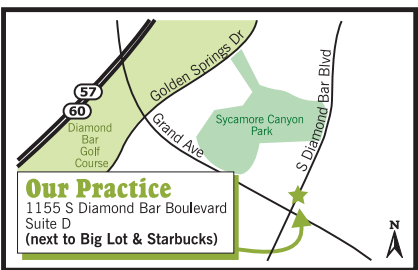 Golden Springs Dr
S Diamond Bar Blvd
57
60
Grand Ave
Sycamore Canyon
Park
Diamond
Bar
Golf
Course
Our Practice
1155 S Diamond Bar Boulevard
Suite D
(next to Big Lot & Starbucks)
N